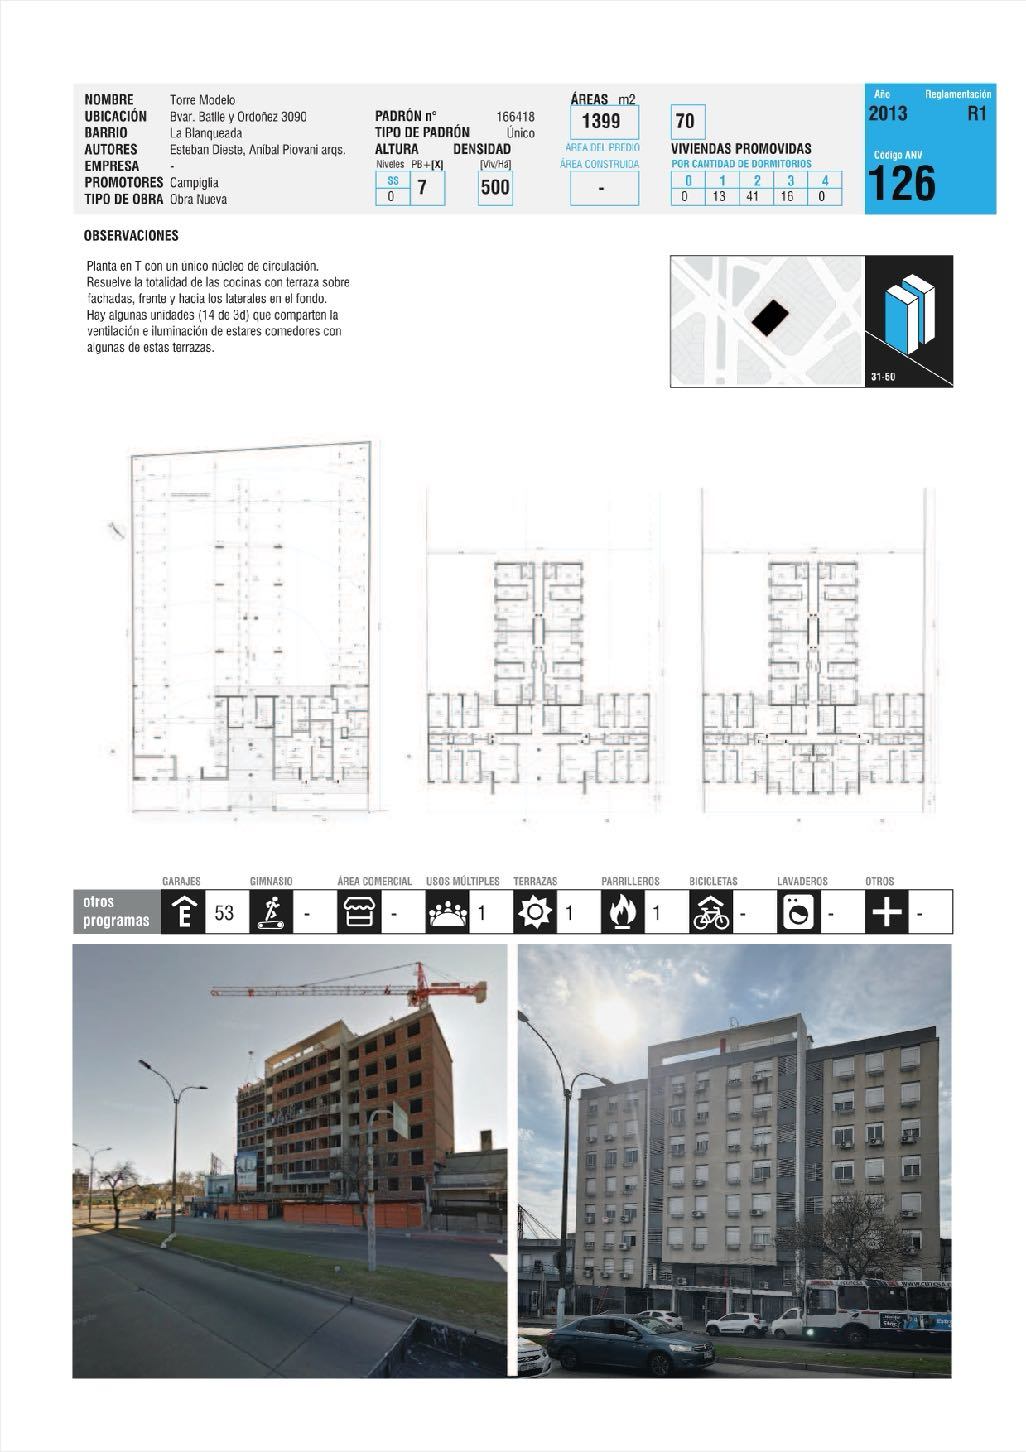 NOMBRE Torre Modelo
UBICACIÓN Bvar. Batlle y Ordoñez 3090
BARRIO La Blanqueada
AUTORES Esteban Dieste, Aníbal Piovani arqs.
EMPRESA -
PROMOTORES Campiglia
TIPO DE OBRA Obra Nueva
PADRÓN nº 166418
TIPO DE PADRÓN Único
ALTURA DENSIDAD
Niveles PB+[X] [Viv/Há]
SS 7 500
0
ÁREAS m2
1399
ÁREA DEL PREDIO
ÁREA CONSTRUIDA
-
70
VIVIENDAS PROMOVIDAS
POR CANTIDAD DE DORMITORIOS
0 1 2 3 4
0 13 41 16 0
Año Reglamentación
2013 R1
Código ANV
126
OBSERVACIONES
Planta en T con un único núcleo de circulación.
Resuelve la totalidad de las cocinas con terraza sobre
fachadas, frente y hacia los laterales en el fondo.
Hay algunas unidades (14 de 3d) que comparten la
ventilación e iluminación de estares comedores con
algunas de estas terrazas.
31-50
GARAJES GIMNASIO ÁREA COMERCIAL USOS MÚLTIPLES TERRAZAS PARRILLEROS BICICLETAS LAVADEROS OTROS
otros
programas
53 - - 1 1 1 - - -